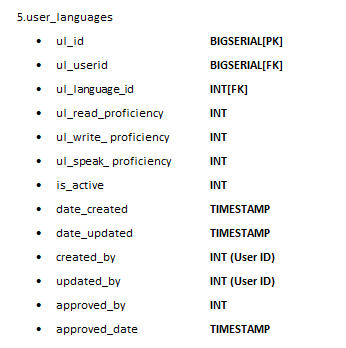 5.user_languages
• ul_id BIGSERIAL[PK]
• ul_userid BIGSERIAL[FK]
• ul_language_id INT[FK]
• ul_read_proficiency INT
• ul_write_ proficiency INT
• ul_speak_ proficiency INT
• is_active INT
• date_created TIMESTAMP
• date_updated TIMESTAMP
• created_by INT (User ID)
• updated_by INT (User ID)
• approved_by INT
• approved_date TIMESTAMP